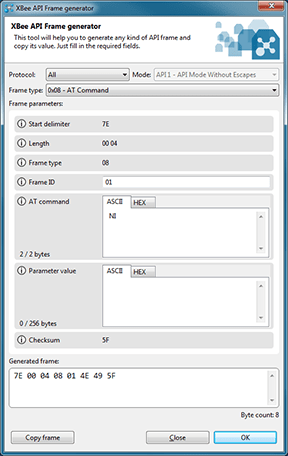 XBee API Frame generator
XBee API Frame generator
This tool will help you to generate any kind of API frame and
copy its value. Just fill in the required fields.
Protocol: All Mode: API 1 - API Mode Without Escapes
Frame type: 0x08 - AT Command
Frame parameters:
Start delimiter 7E
Length 00 04
Frame type 08
Frame ID 01
AT command ASCII HEX
NI
2 / 2 bytes
Parameter value ASCII HEX
0 / 256 bytes
Checksum 5F
Generated frame:
7E 00 04 08 01 4E 49 5F
Byte count: 8
Copy frame Close OK